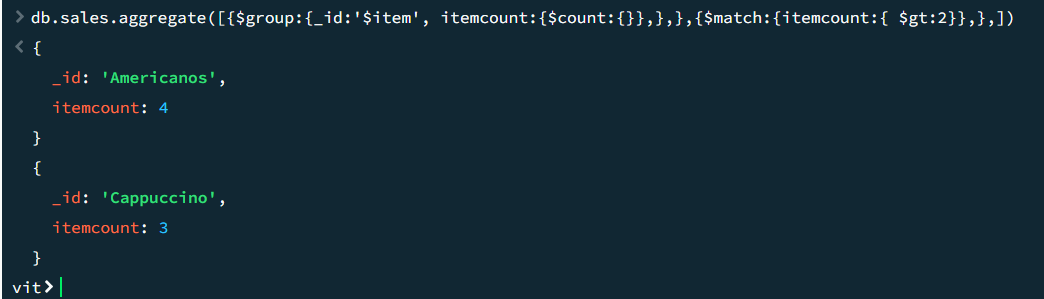 > db.sales.aggregate([{$group:{_id:'$item', itemcount:{$count:{}},},},{$match:{itemcount:{ $gt:2}},},])
< {
_id: 'Americanos',
itemcount: 4
}
{
_id: 'Cappuccino',
itemcount: 3
}
vit>